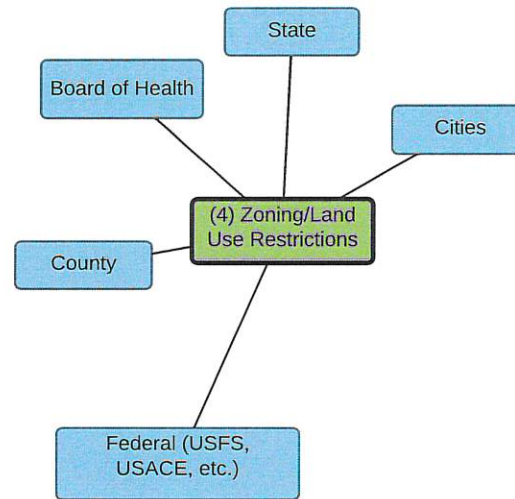 State
Board of Health
Cities
(4) Zoning/Land
Use Restrictions
County
Federal (USFS,
USACE, etc.)